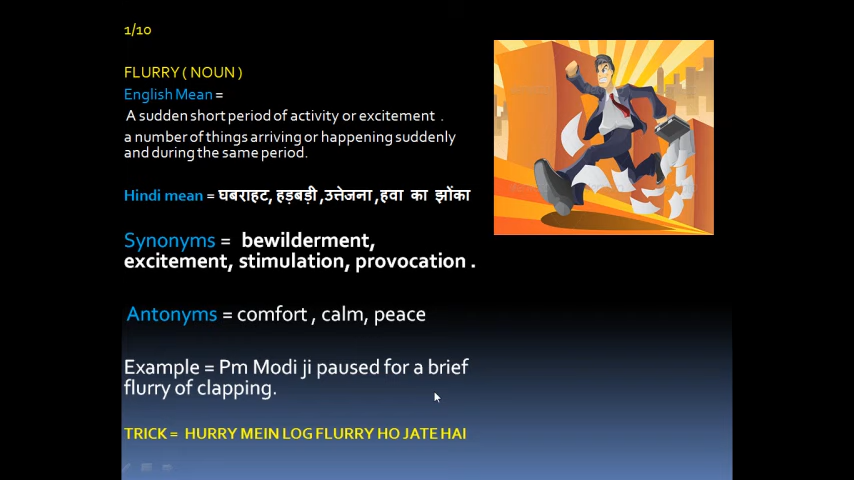 1/10
FLURRY ( NOUN )
English Mean =
A sudden short period of activity or excitement .
a number of things arriving or happening suddenly
and during the same period.
Hindi mean = घबराहट, हड़बड़ी ,उत्तेजना ,हवा का झोंका
Synonyms = bewilderment,
excitement, stimulation, provocation .
Antonyms = comfort , calm, peace
Example = Pm Modi ji paused for a brief
flurry of clapping.
TRICK = HURRY MEIN LOG FLURRY HO JATE HAI